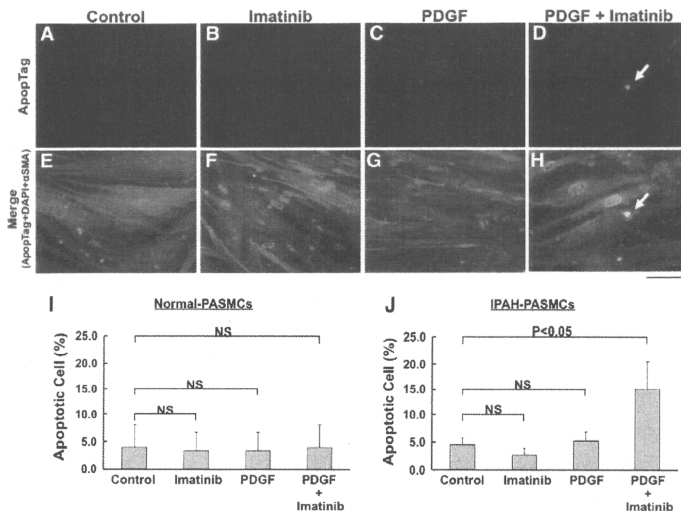 Control Imatinib PDGF PDGF + Imatinib
A B C D
ApopTag
E F G H
Merge
(ApopTag+DAPI+αSMA)
I Normal-PASMCs
Apoptotic Cell (%)
25.0
20.0
15.0
10.0
5.0
0.0
NS
NS
NS
Control Imatinib PDGF PDGF
+
Imatinib
J IPAH-PASMCs
Apoptotic Cell (%)
25.0
20.0
15.0
10.0
5.0
0.0
P<0.05
NS
NS
Control Imatinib PDGF PDGF
+
Imatinib